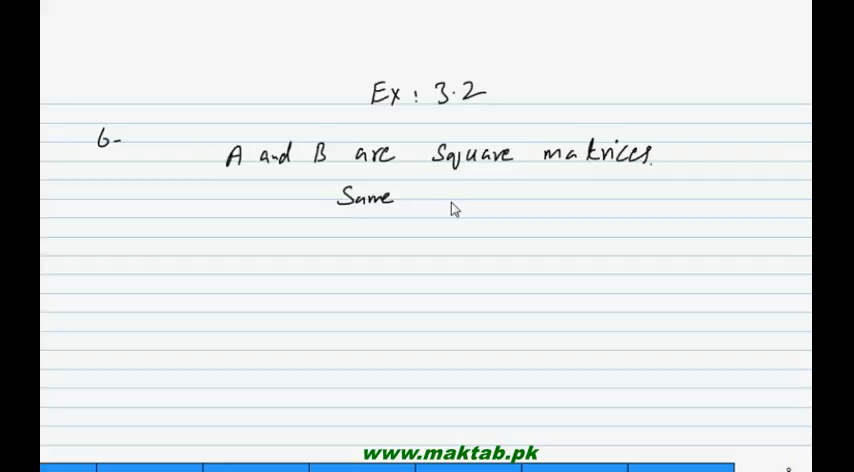 Ex : 3.2
6-
A and B are square matrices.
Same
www.maktab.pk